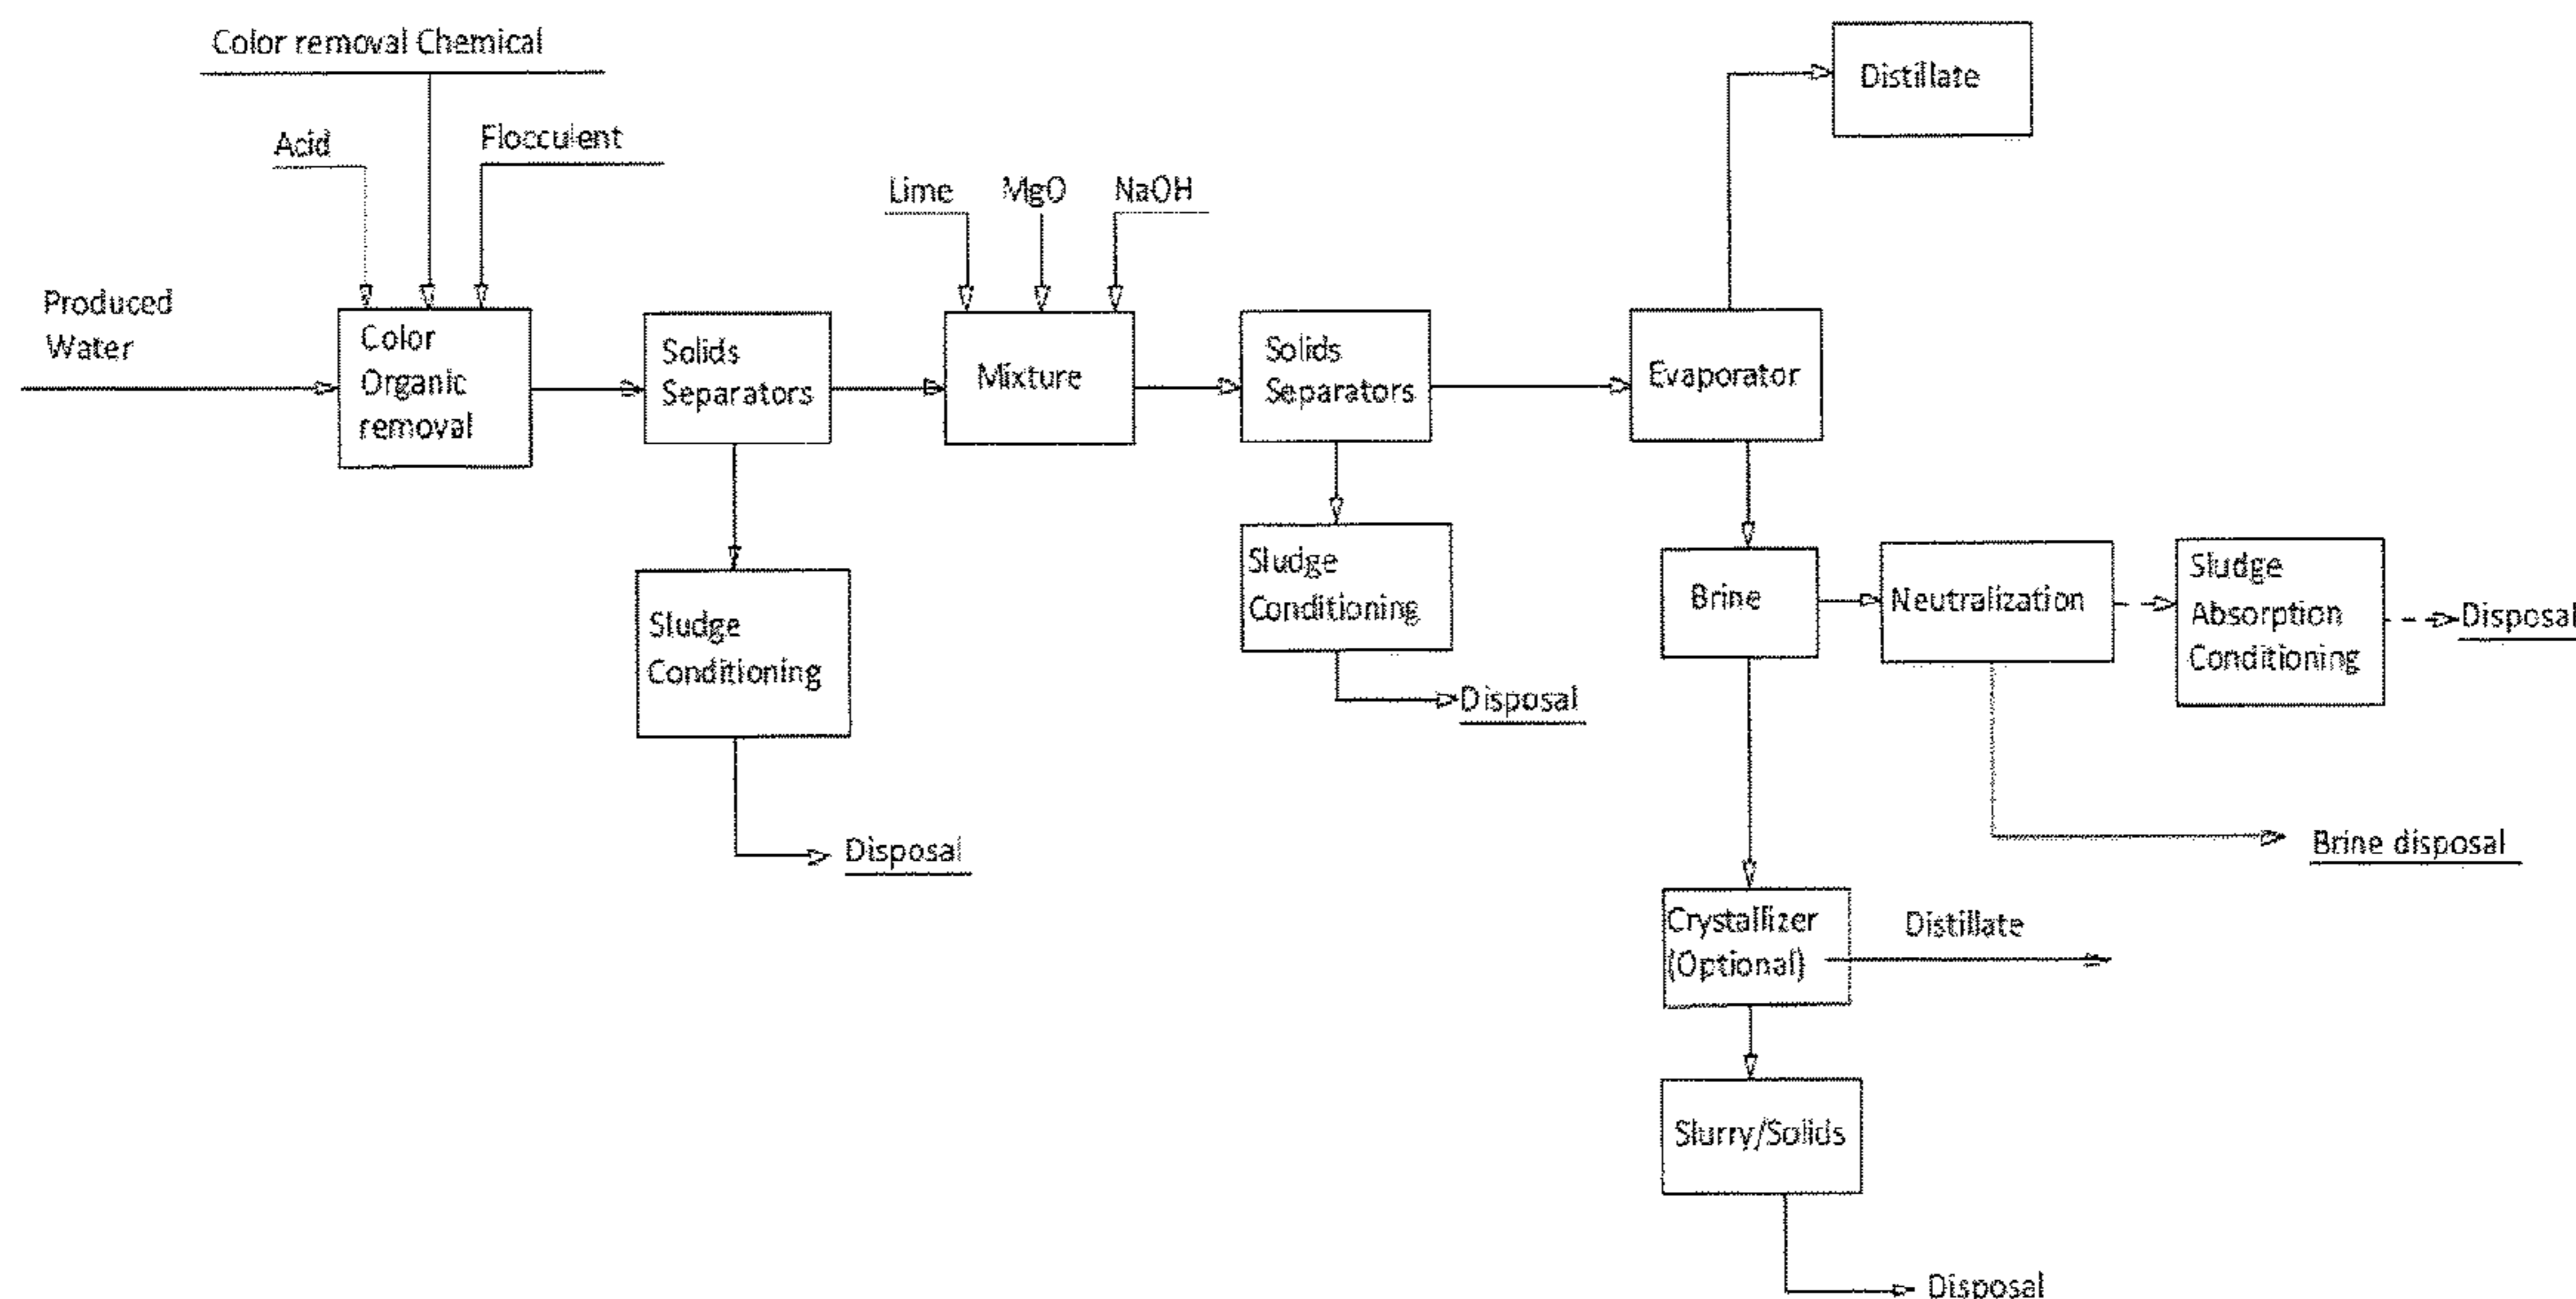 Color removal Chemical
Acid
Flocculent
Produced
Water
Color
Organic
removal
Solids
Separators
Sludge
Conditioning
Disposal
Lime
MgO
NaOH
Mixture
Solids
Separators
Sludge
Conditioning
Disposal
Evaporator
Distillate
Brine
Neutralization
Sludge
Absorption
Conditioning
Disposal
Brine disposal
Crystallizer
(Optional)
Distillate
Slurry/Solids
Disposal